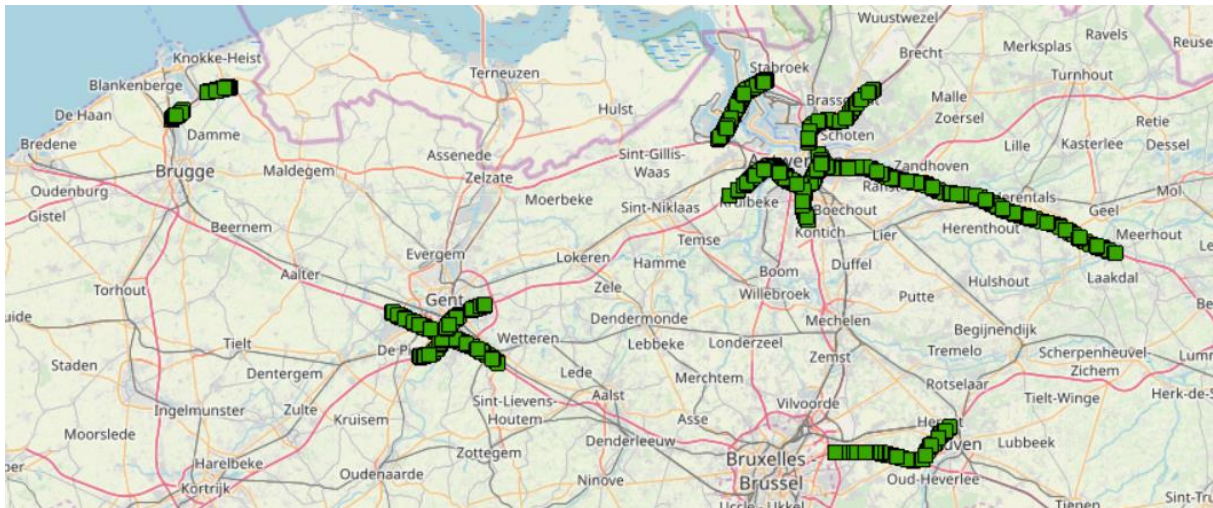 Wuustwezel
Ravels
Merksplas
Reuse
Knokke-Heist
Brecht
Stabroek
Terneuzen
Turnhout
Blankenberge
Malle
Hulst
Zoersel
De Haan
Retie
Damme
Schoten
Lille
Dessel
Bredene
Kasterlee
Assenede
Sint-Gillis-
Waas
Maldegem
Brugge
Zandhoven
Zelzate
Oudenburg
Mol
Moerbeke
Sint-Niklaas
Geel
Gistel
Boechout
Beernem
Herenthout
Meerhout
Kontich
Lier
Temse
Evergem
Lokeren
Hamme
Duffel
Aalter
Boom
Hulshout
Laakdal
Torhout
Zele
Willebroek
Putte
Gent
uide
Dendermonde
Mechelen
Wetteren
Begijnendijk
Tielt
Lebbeke
Londerzeel
Tremelo
Scherpenheuvel-
Zichem
Staden
Zemst
Lumm
Dentergem
Lede
Merchtem
Rotselaar
Herk-de-S
Aalst
Tielt-Winge
Ingelmunster
Zulte
Sint-Lievens-
Houtem
Vilvoorde
Kruisem
Asse
Moorslede
Denderleeuw
Lubbeek
Zottegem
Bruxelles -
Brussel
Harelbeke
Oudenaarde
Oud-Heverlee
Ninove
Kortrijk
Tienen
Sint-Tru
Uccle - Ukkel